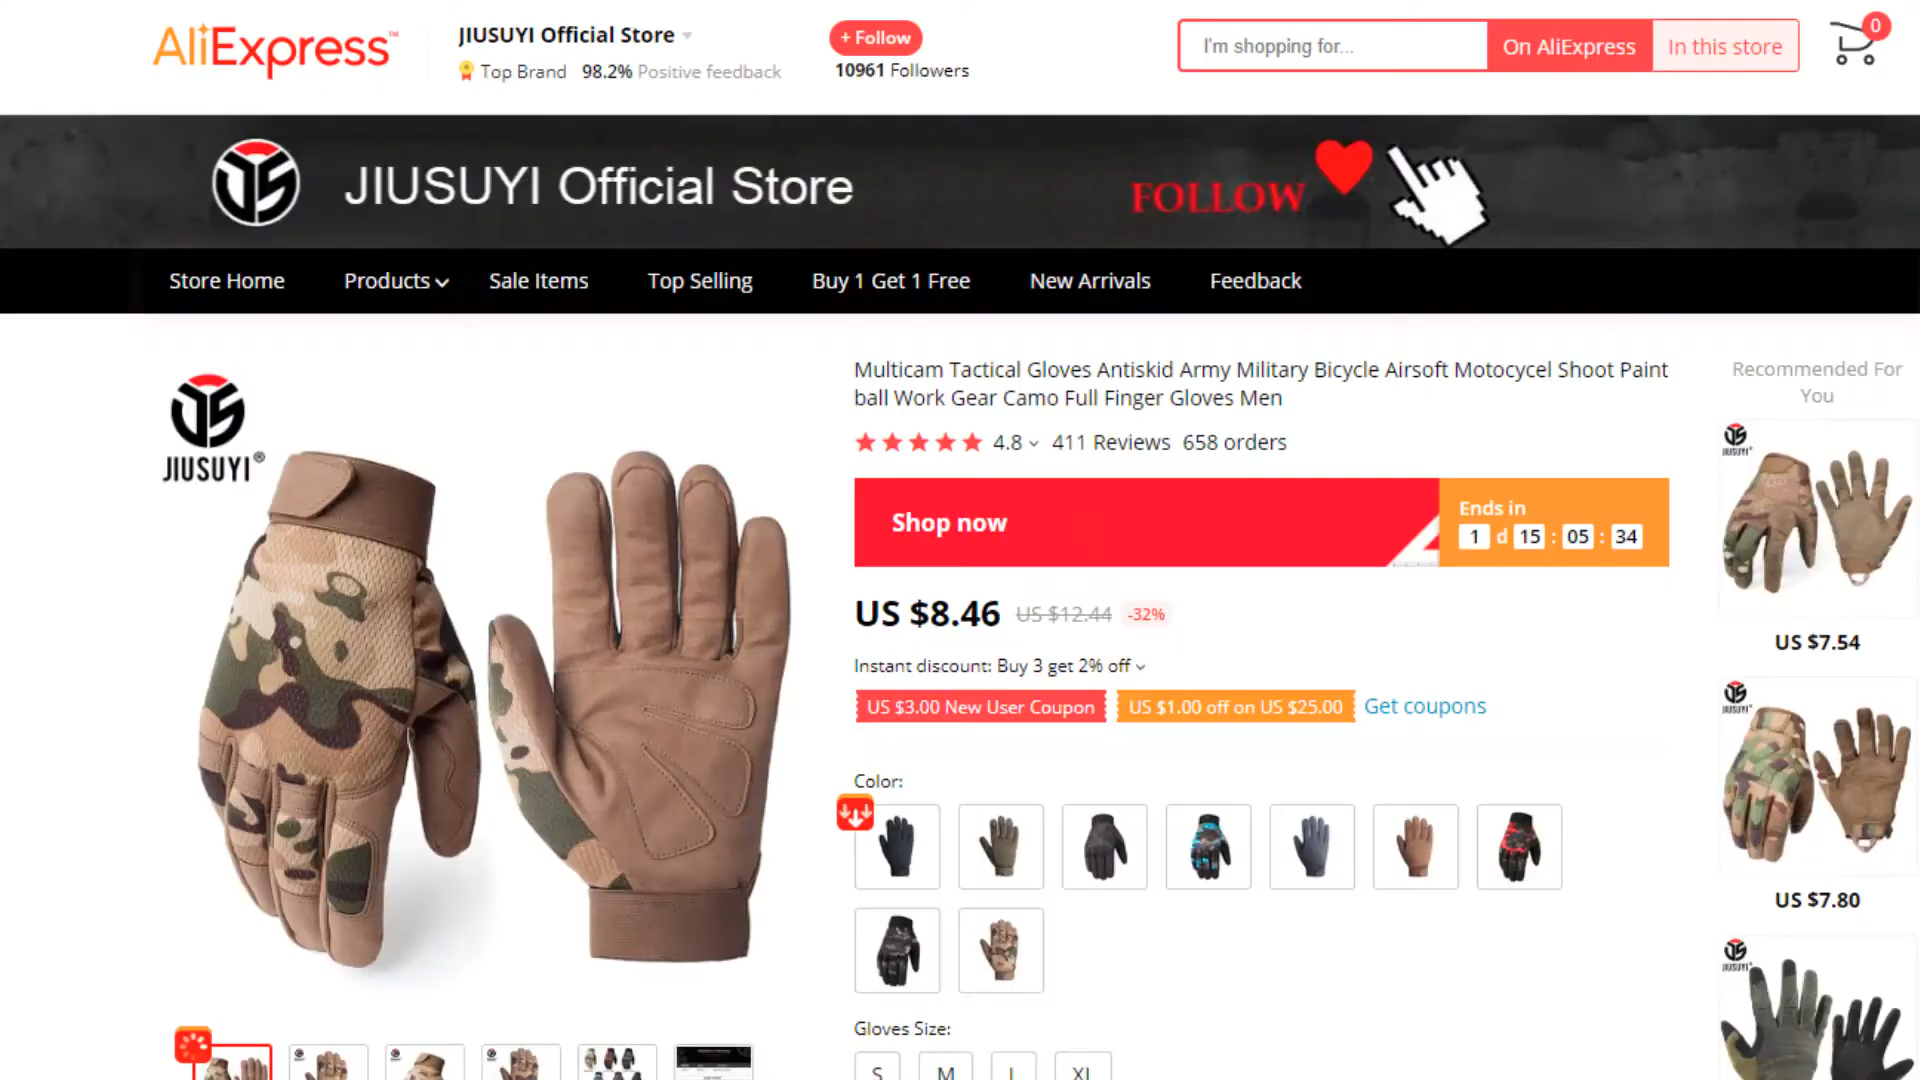 AliExpress™
JIUSUYI Official Store
Top Brand 98.2% Positive feedback
+ Follow
10961 Followers
I'm shopping for...
On AliExpress
In this store
0
JS
JIUSUYI Official Store
FOLLOW
Store Home
Products
Sale Items
Top Selling
Buy 1 Get 1 Free
New Arrivals
Feedback
JS
JIUSUYI®
Multicam Tactical Gloves Antiskid Army Military Bicycle Airsoft Motocycel Shoot Paint
ball Work Gear Camo Full Finger Gloves Men
4.8 411 Reviews 658 orders
Shop now
Ends in
1 d 15 : 05 : 34
US $8.46 US $12.44 -32%
Instant discount: Buy 3 get 2% off
US $3.00 New User Coupon
US $1.00 off on US $25.00
Get coupons
Color:
Gloves Size:
S
M
L
XL
Recommended For
You
JIUSUYI
US $7.54
JIUSUYI
US $7.80
JIUSUYI